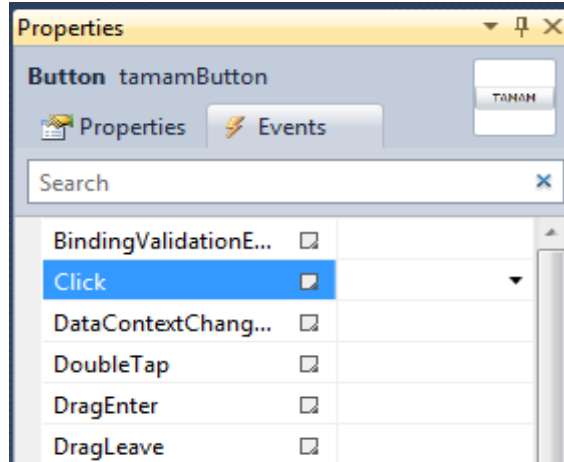 Properties
Button tamamButton
TAMAM
Properties Events
Search
BindingValidationE...
Click
DataContextChang...
DoubleTap
DragEnter
DragLeave